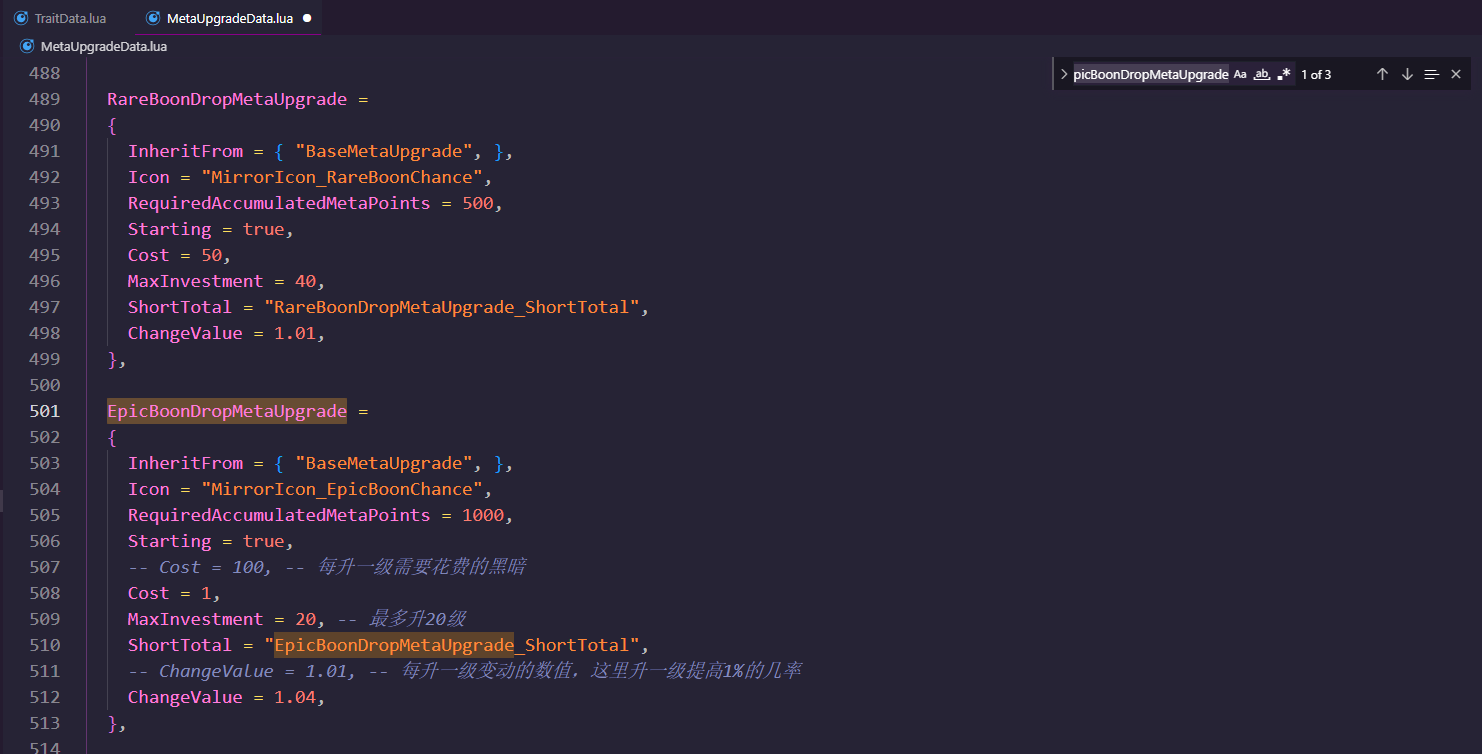 TraitData.lua MetaUpgradeData.lua
MetaUpgradeData.lua
picBoonDropMetaUpgrade Aa ab .* 1 of 3
488
489 RareBoonDropMetaUpgrade =
490 {
491 InheritFrom = { "BaseMetaUpgrade", },
492 Icon = "MirrorIcon_RareBoonChance",
493 RequiredAccumulatedMetaPoints = 500,
494 Starting = true,
495 Cost = 50,
496 MaxInvestment = 40,
497 ShortTotal = "RareBoonDropMetaUpgrade_ShortTotal",
498 ChangeValue = 1.01,
499 },
500
501 EpicBoonDropMetaUpgrade =
502 {
503 InheritFrom = { "BaseMetaUpgrade", },
504 Icon = "MirrorIcon_EpicBoonChance",
505 RequiredAccumulatedMetaPoints = 1000,
506 Starting = true,
507 -- Cost = 100, -- 每升一级需要花费的黑暗
508 Cost = 1,
509 MaxInvestment = 20, -- 最多升20级
510 ShortTotal = "EpicBoonDropMetaUpgrade_ShortTotal",
511 -- ChangeValue = 1.01, -- 每升一级变动的数值，这里升一级提高1%的几率
512 ChangeValue = 1.04,
513 },
514